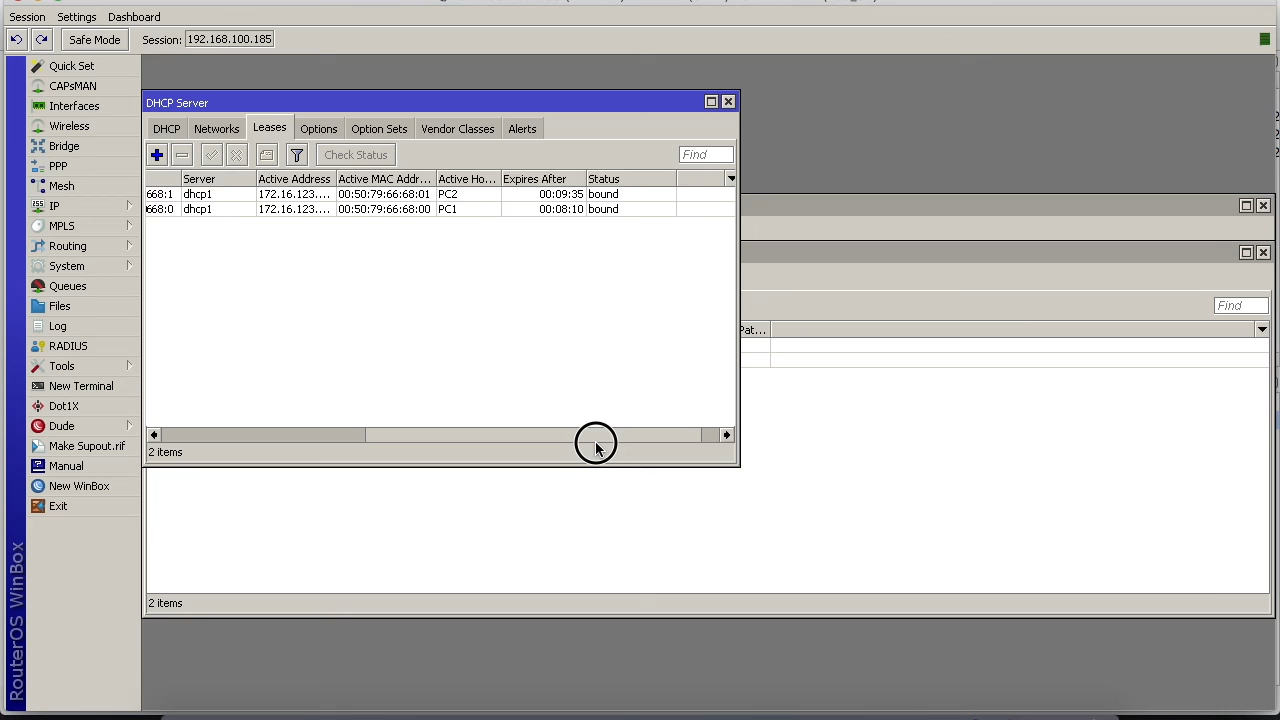 Session Settings Dashboard
Safe Mode Session: 192.168.100.185
Quick Set
CAPsMAN
Interfaces
Wireless
Bridge
PPP
Mesh
IP
MPLS
Routing
System
Queues
Files
Log
RADIUS
Tools
New Terminal
Dot1X
Dude
Make Supout.rif
Manual
New WinBox
Exit
RouterOS WinBox
DHCP Server
DHCP Networks Leases Options Option Sets Vendor Classes Alerts
Check Status Find
Server Active Address Active MAC Addr... Active Ho... Expires After Status
668:1 dhcp1 172.16.123.... 00:50:79:66:68:01 PC2 00:09:35 bound
668:0 dhcp1 172.16.123.... 00:50:79:66:68:00 PC1 00:08:10 bound
2 items
Find
Pat...
2 items